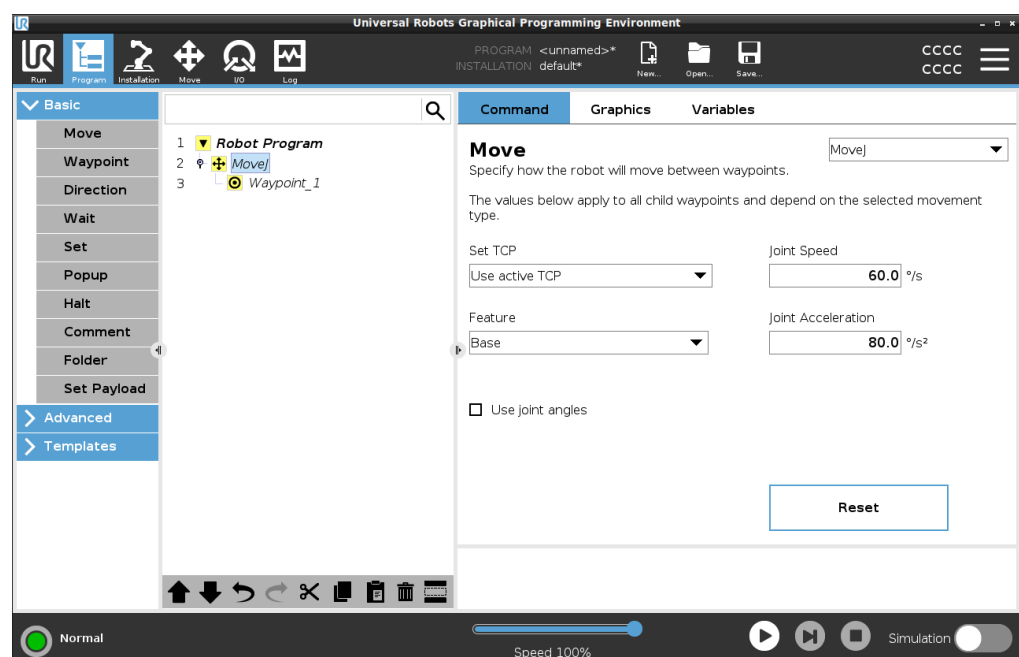 Universal Robots Graphical Programming Environment
UR
Run
Program
Installation
Move
I/O
Log
PROGRAM <unnamed>*
INSTALLATION default*
New...
Open...
Save...
CCCC
CCCC
Basic
Move
Waypoint
Direction
Wait
Set
Popup
Halt
Comment
Folder
Set Payload
Advanced
Templates
1 Robot Program
2 MoveJ
3 Waypoint_1
Command Graphics Variables
Move
MoveJ
Specify how the robot will move between waypoints.
The values below apply to all child waypoints and depend on the selected movement
type.
Set TCP
Joint Speed
Use active TCP
60.0 °/s
Feature
Joint Acceleration
Base
80.0 °/s²
Use joint angles
Reset
Normal
Speed 100%
Simulation